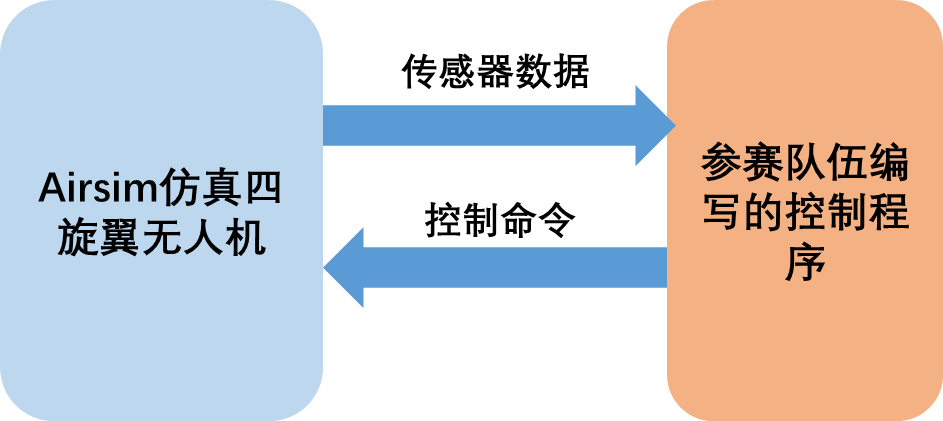 传感器数据
Airsim仿真四
旋翼无人机
控制命令
参赛队伍编
写的控制程
序